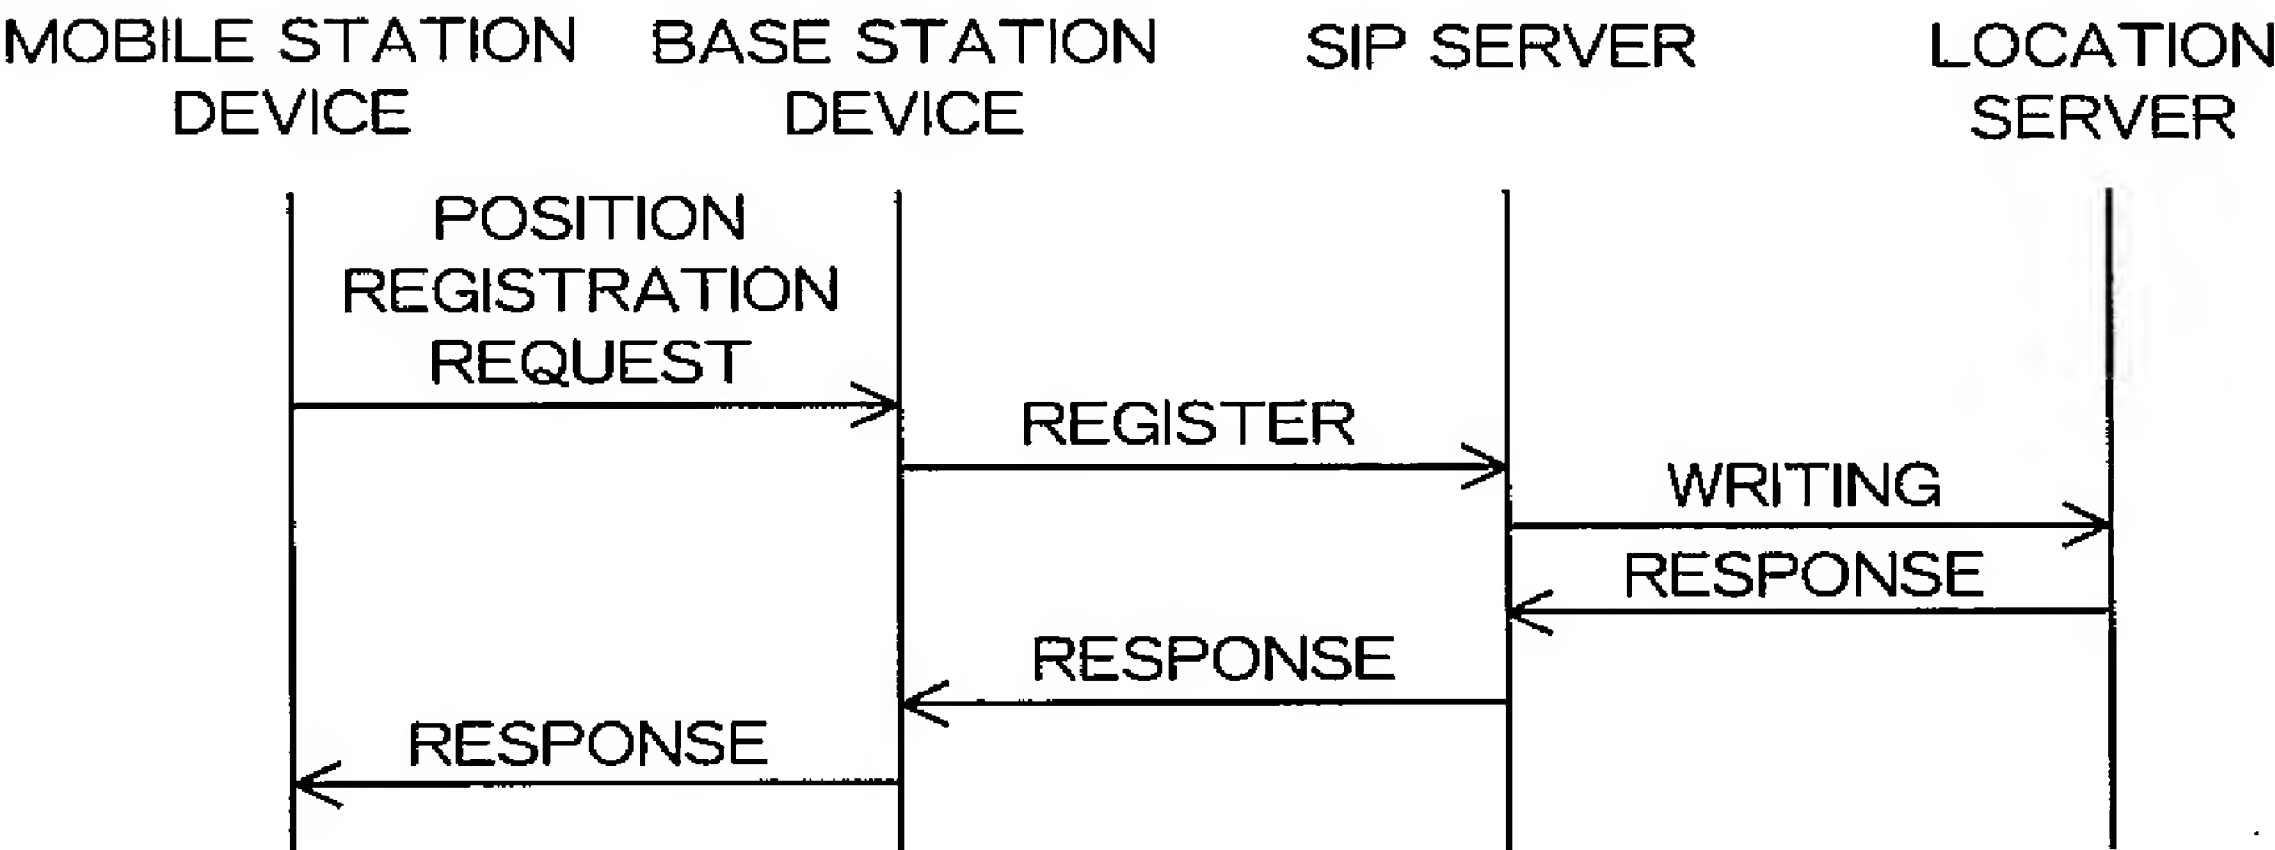 MOBILE STATION
DEVICE
BASE STATION
DEVICE
SIP SERVER
LOCATION
SERVER
POSITION
REGISTRATION
REQUEST
REGISTER
WRITING
RESPONSE
RESPONSE
RESPONSE